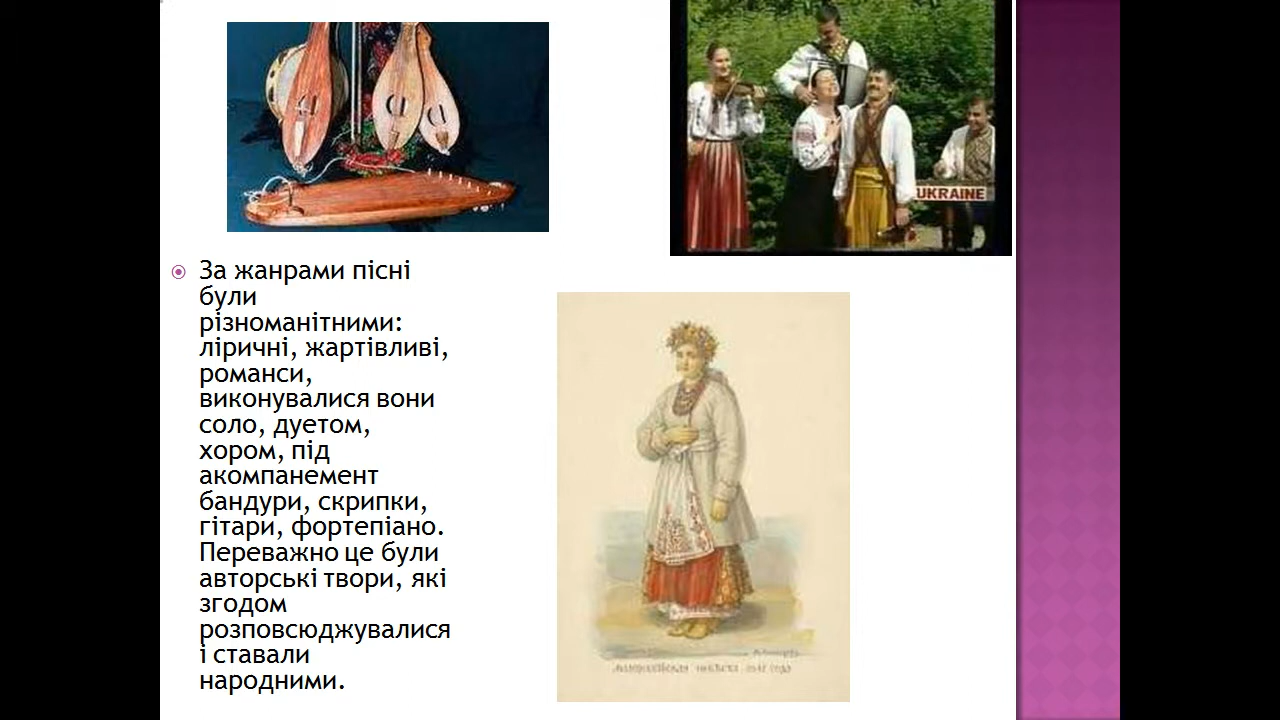 UKRAINE
За жанрами пісні
були
різноманітними:
ліричні, жартівливі,
романси,
виконувалися вони
соло, дуетом,
хором, під
акомпанемент
бандури, скрипки,
гітари, фортепіано.
Переважно це були
авторські твори, які
згодом
розповсюджувалися
і ставали
народними.